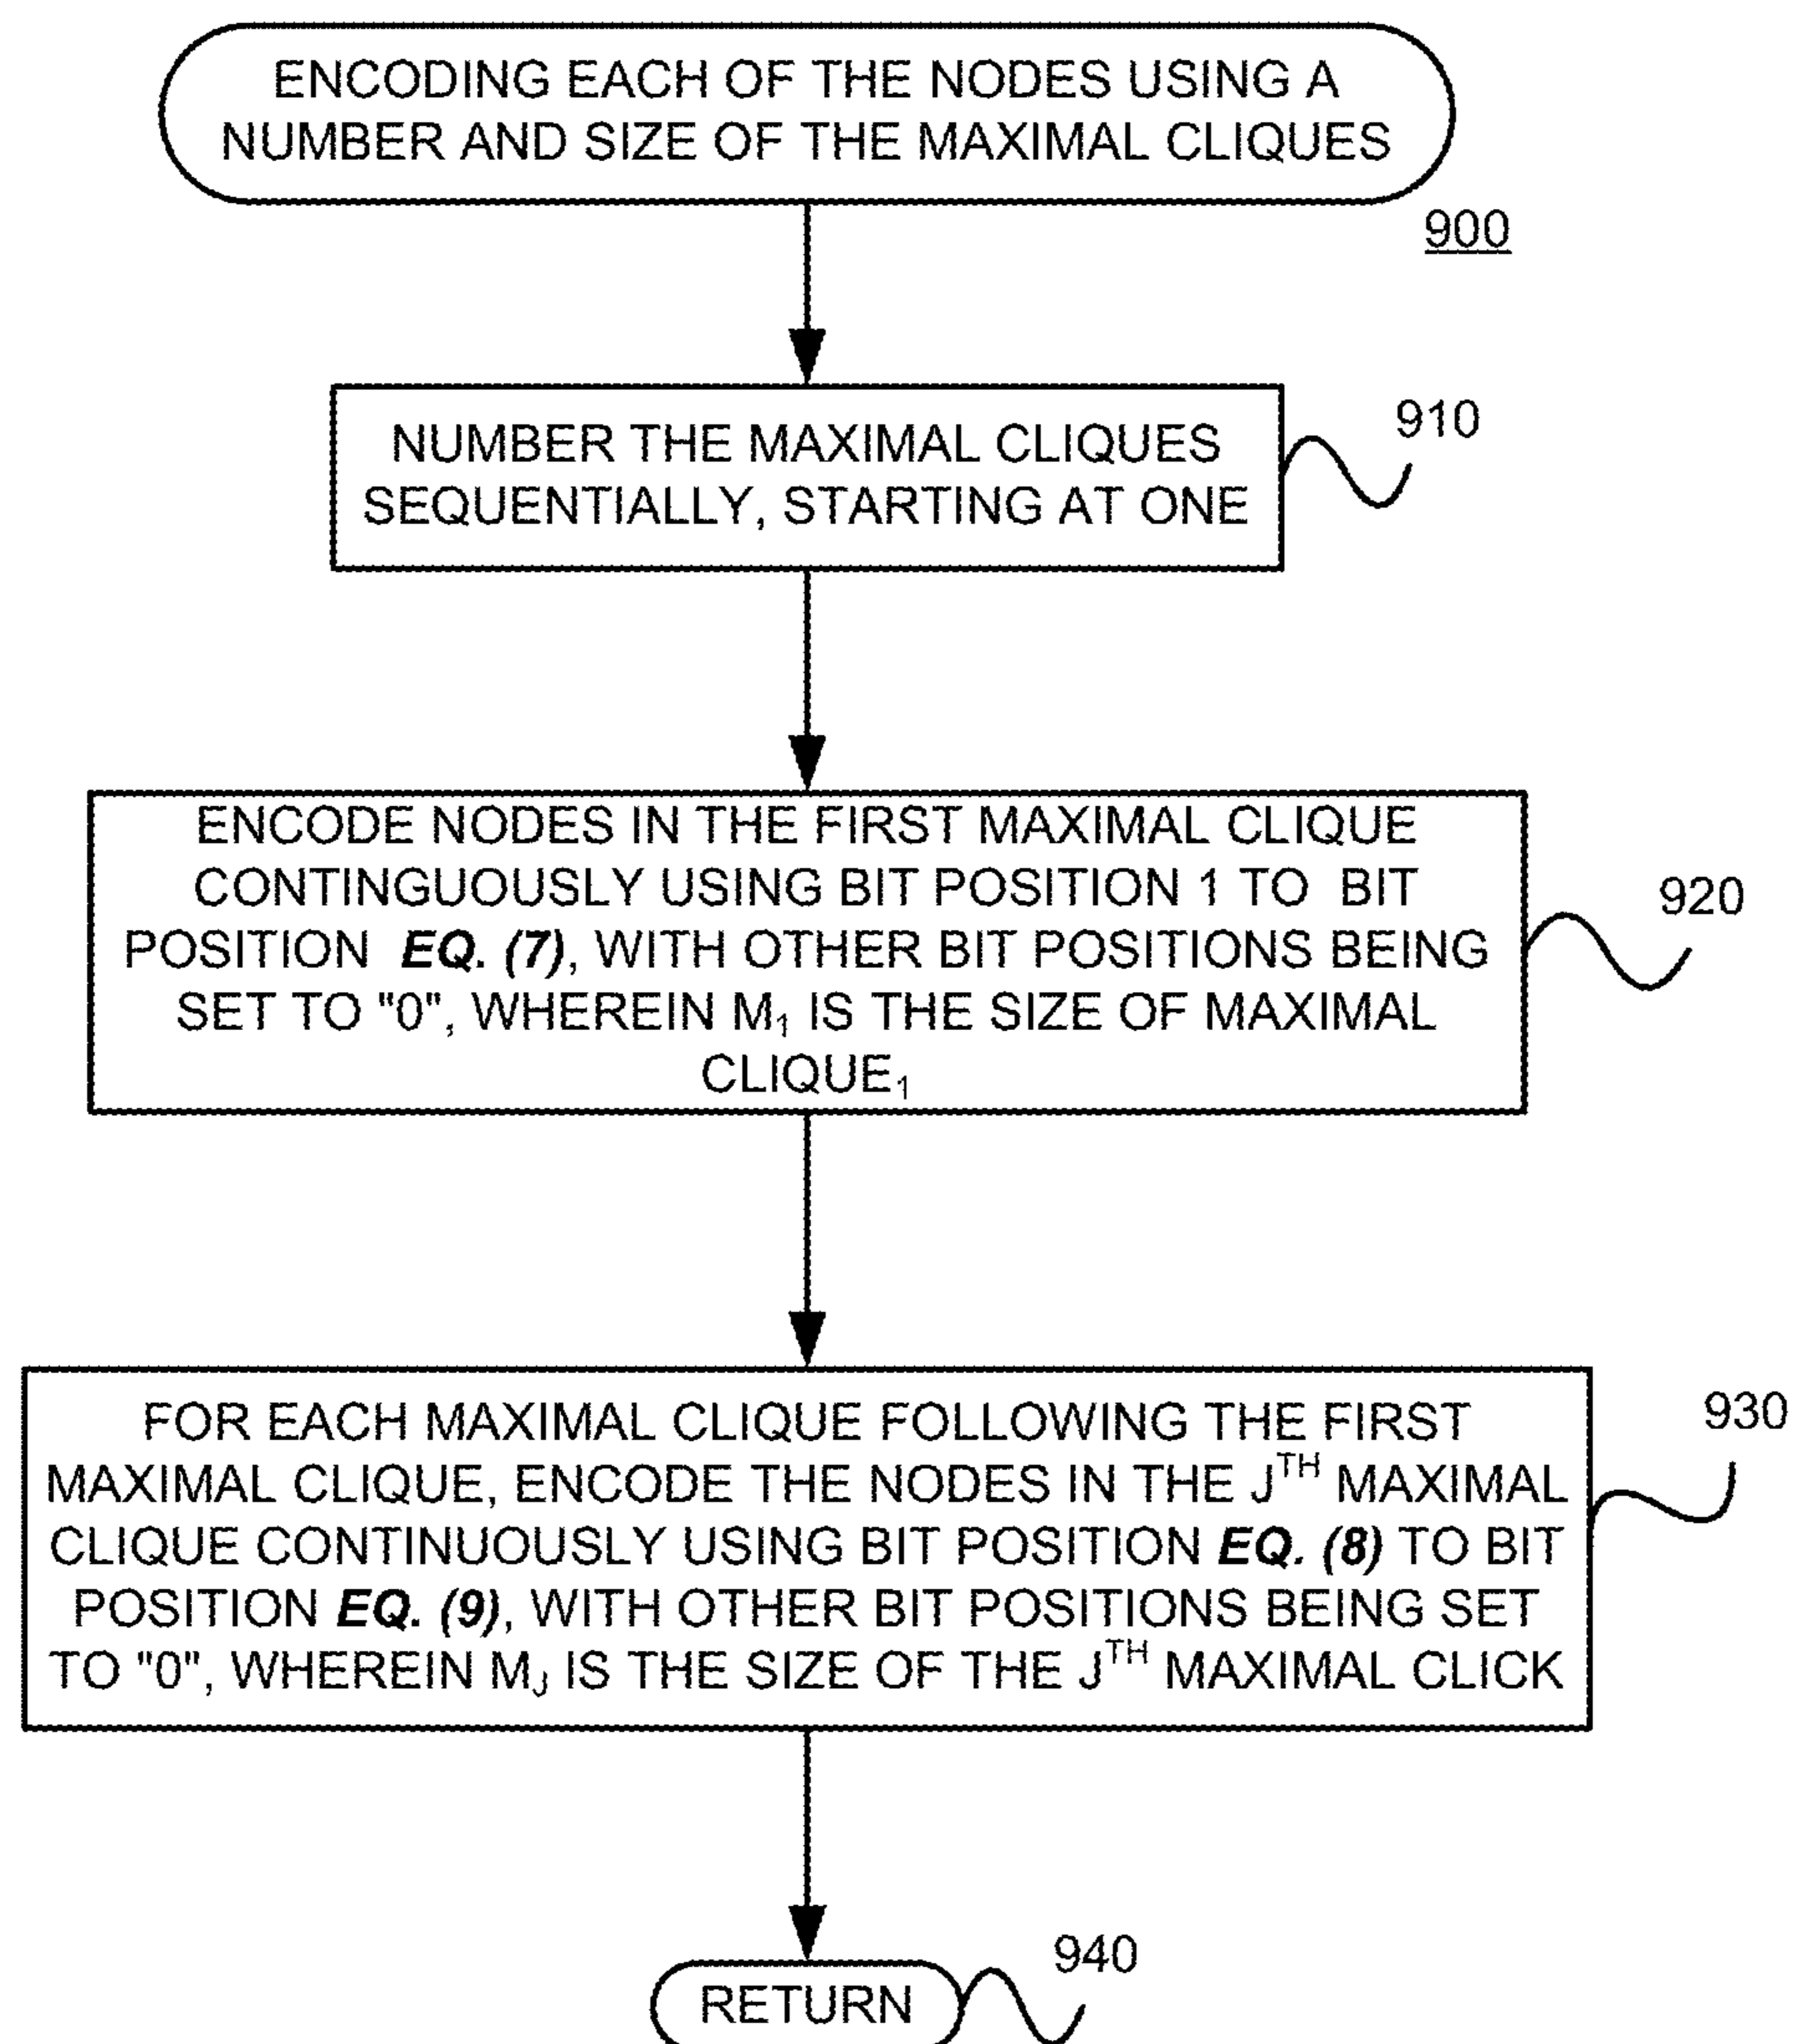 ENCODING EACH OF THE NODES USING A
NUMBER AND SIZE OF THE MAXIMAL CLIQUES
900
NUMBER THE MAXIMAL CLIQUES
SEQUENTIALLY, STARTING AT ONE
910
ENCODE NODES IN THE FIRST MAXIMAL CLIQUE
CONTINGUOUSLY USING BIT POSITION 1 TO BIT
POSITION EQ. (7), WITH OTHER BIT POSITIONS BEING
SET TO "0", WHEREIN M₁ IS THE SIZE OF MAXIMAL
CLIQUE₁
920
FOR EACH MAXIMAL CLIQUE FOLLOWING THE FIRST
MAXIMAL CLIQUE, ENCODE THE NODES IN THE J^TH MAXIMAL
CLIQUE CONTINUOUSLY USING BIT POSITION EQ. (8) TO BIT
POSITION EQ. (9), WITH OTHER BIT POSITIONS BEING SET
TO "0", WHEREIN M_J IS THE SIZE OF THE J^TH MAXIMAL CLICK
930
RETURN
940